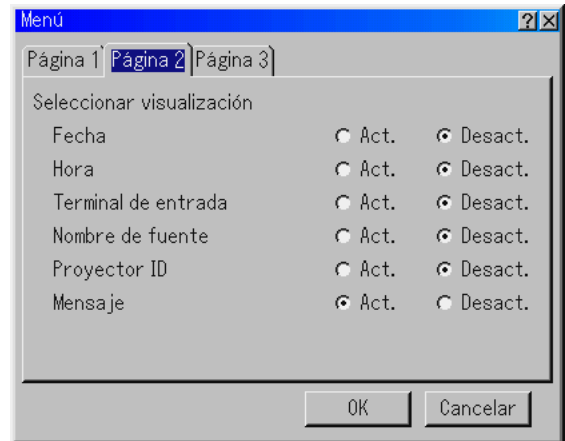 Menú
Página 1 Página 2 Página 3
Seleccionar visualización
Fecha Act. Desact.
Hora Act. Desact.
Terminal de entrada Act. Desact.
Nombre de fuente Act. Desact.
Proyector ID Act. Desact.
Mensaje Act. Desact.
OK Cancelar